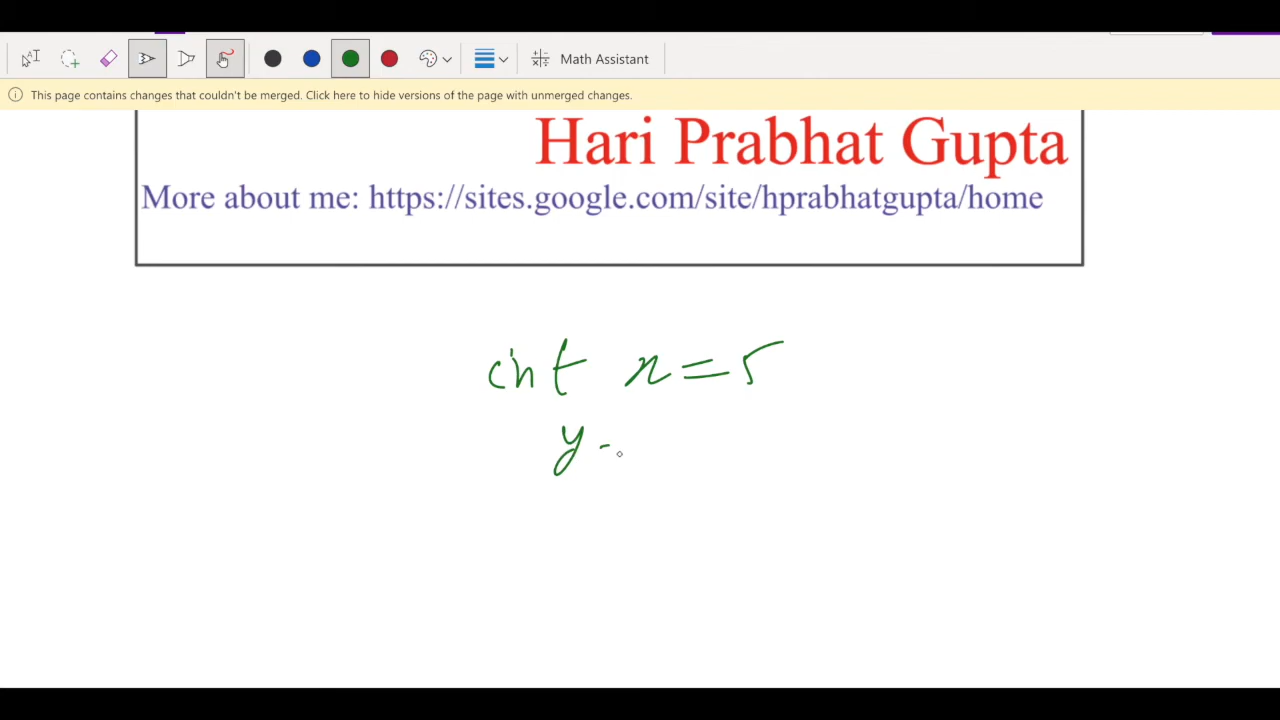 Math Assistant
This page contains changes that couldn't be merged. Click here to hide versions of the page with unmerged changes.
Hari Prabhat Gupta
More about me: https://sites.google.com/site/hprabhatgupta/home
int x=5
y -